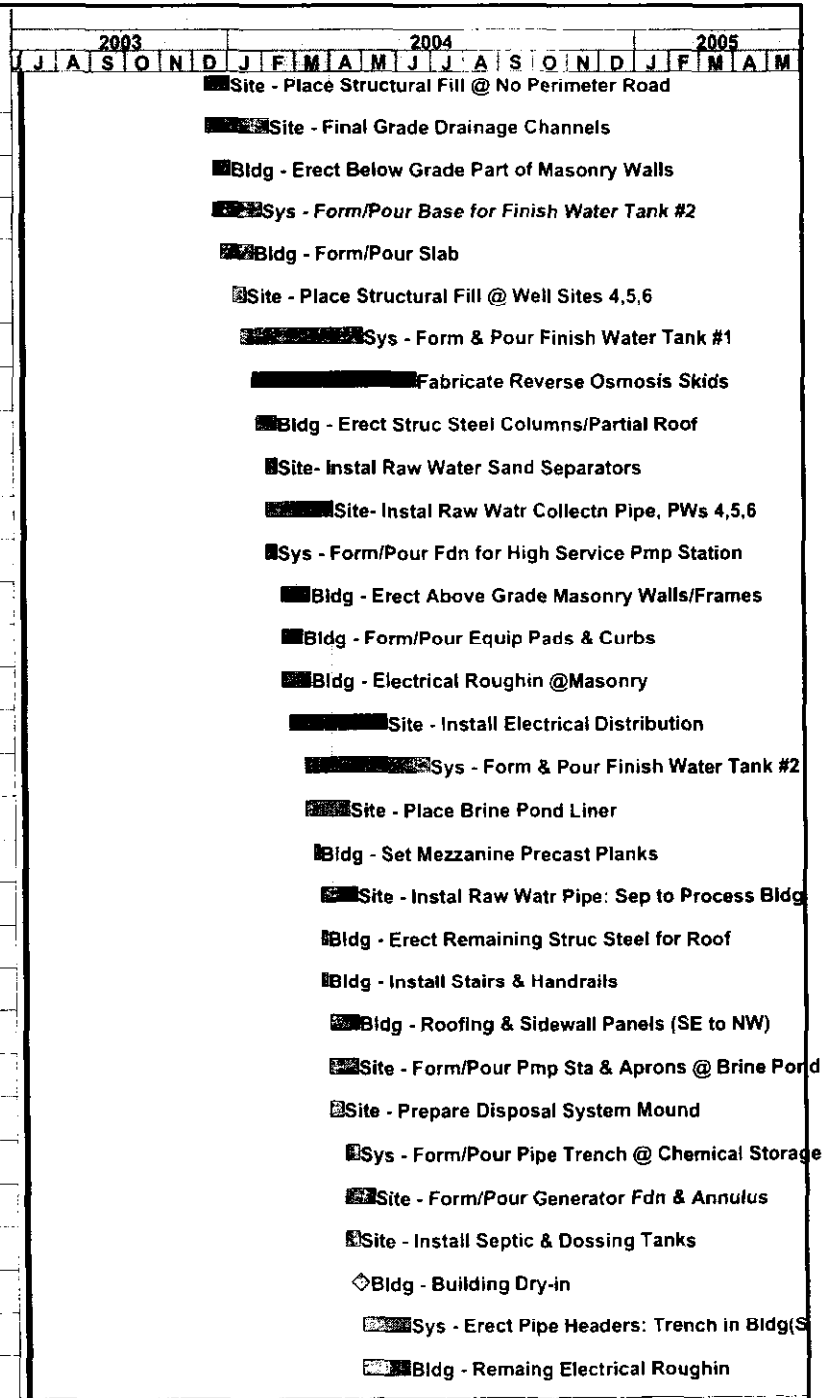 2003 2004 2005
J J A S O N D J F M A M J J A S O N D J F M A M
Site - Place Structural Fill @ No Perimeter Road
Site - Final Grade Drainage Channels
Bldg - Erect Below Grade Part of Masonry Walls
Sys - Form/Pour Base for Finish Water Tank #2
Bldg - Form/Pour Slab
Site - Place Structural Fill @ Well Sites 4,5,6
Sys - Form & Pour Finish Water Tank #1
Fabricate Reverse Osmosis Skids
Bldg - Erect Struc Steel Columns/Partial Roof
Site- Instal Raw Water Sand Separators
Site- Instal Raw Watr Collectn Pipe, PWs 4,5,6
Sys - Form/Pour Fdn for High Service Pmp Station
Bldg - Erect Above Grade Masonry Walls/Frames
Bldg - Form/Pour Equip Pads & Curbs
Bldg - Electrical Roughin @Masonry
Site - Install Electrical Distribution
Sys - Form & Pour Finish Water Tank #2
Site - Place Brine Pond Liner
Bldg - Set Mezzanine Precast Planks
Site - Instal Raw Watr Pipe: Sep to Process Bldg
Bldg - Erect Remaining Struc Steel for Roof
Bldg - Install Stairs & Handrails
Bldg - Roofing & Sidewall Panels (SE to NW)
Site - Form/Pour Pmp Sta & Aprons @ Brine Pond
Site - Prepare Disposal System Mound
Sys - Form/Pour Pipe Trench @ Chemical Storage
Site - Form/Pour Generator Fdn & Annulus
Site - Install Septic & Dossing Tanks
Bldg - Building Dry-in
Sys - Erect Pipe Headers: Trench in Bldg(S
Bldg - Remaing Electrical Roughin